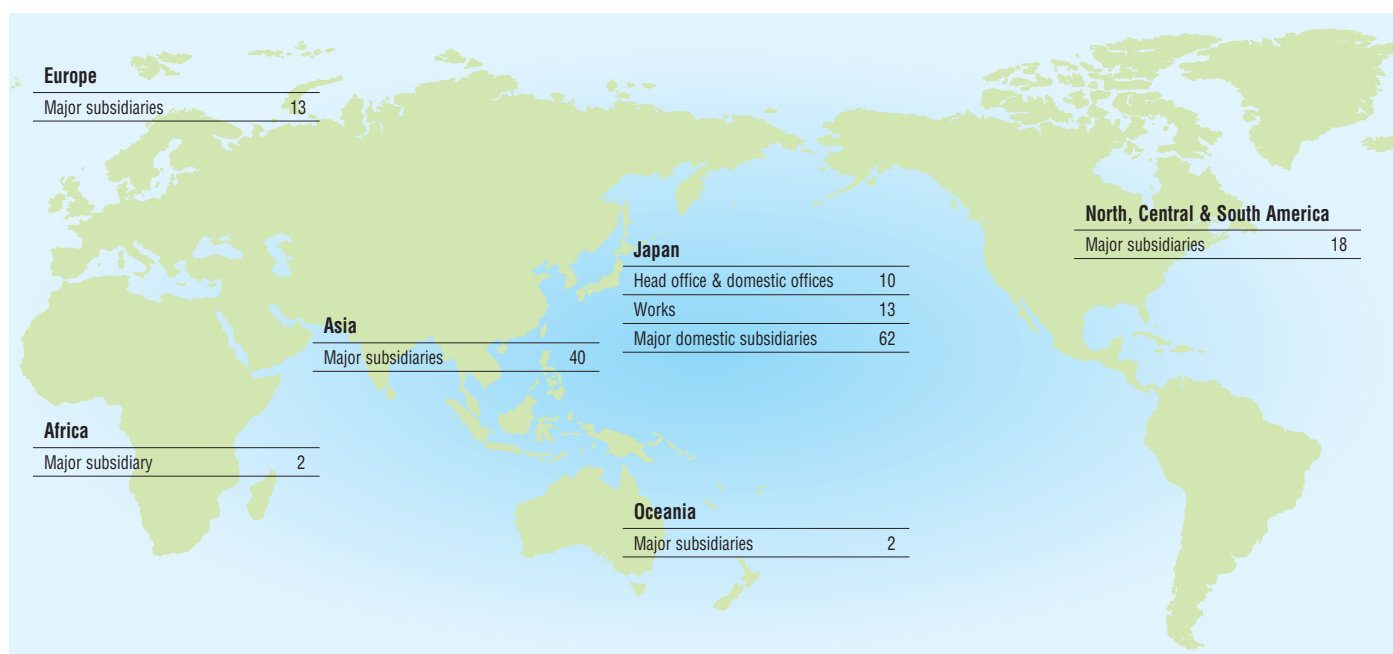 Europe
Major subsidiaries 13
North, Central & South America
Major subsidiaries 18
Japan
Head office & domestic offices 10
Works 13
Major domestic subsidiaries 62
Asia
Major subsidiaries 40
Africa
Major subsidiary 2
Oceania
Major subsidiaries 2